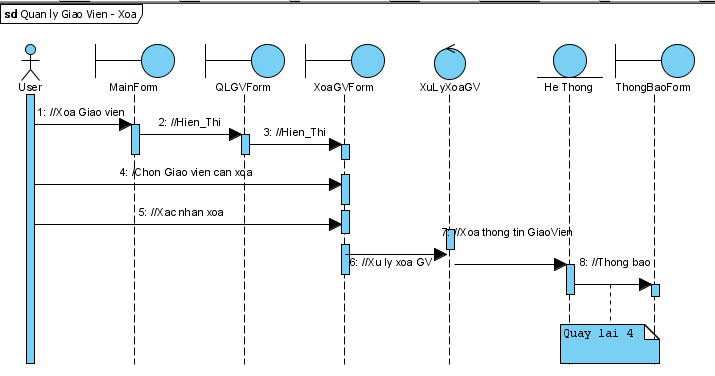 sd Quan ly Giao Vien - Xoa
User
MainForm
QLGVForm
XoaGVForm
XuLyXoaGV
He Thong
ThongBaoForm
1: //Xoa Giao vien
2: //Hien_Thi
3: //Hien_Thi
4: /Chon Giao vien can xoa
5: //Xac nhan xoa
7: //Xoa thong tin GiaoVien
6: //Xu ly xoa GV
8: //Thong bao
Quay lai 4